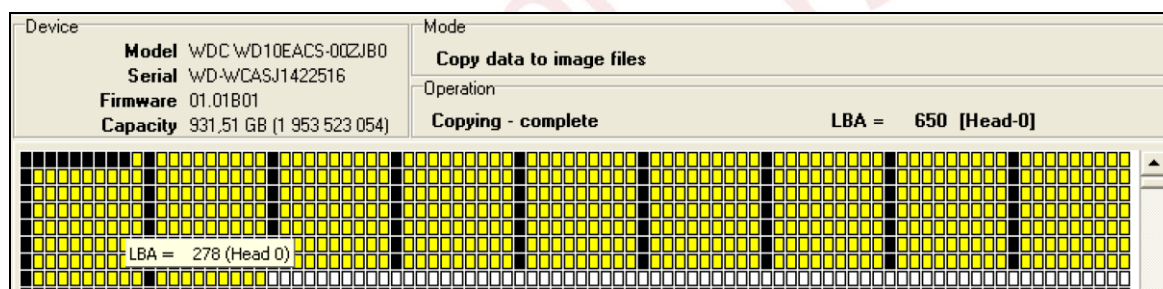 Device
Model WDC WD10EACS-00ZJB0
Serial WD-WCASJ1422516
Firmware 01.01B01
Capacity 931,51 GB (1 953 523 054)
Mode
Copy data to image files
Operation
Copying - complete LBA = 650 [Head-0]
LBA = 278 (Head 0)